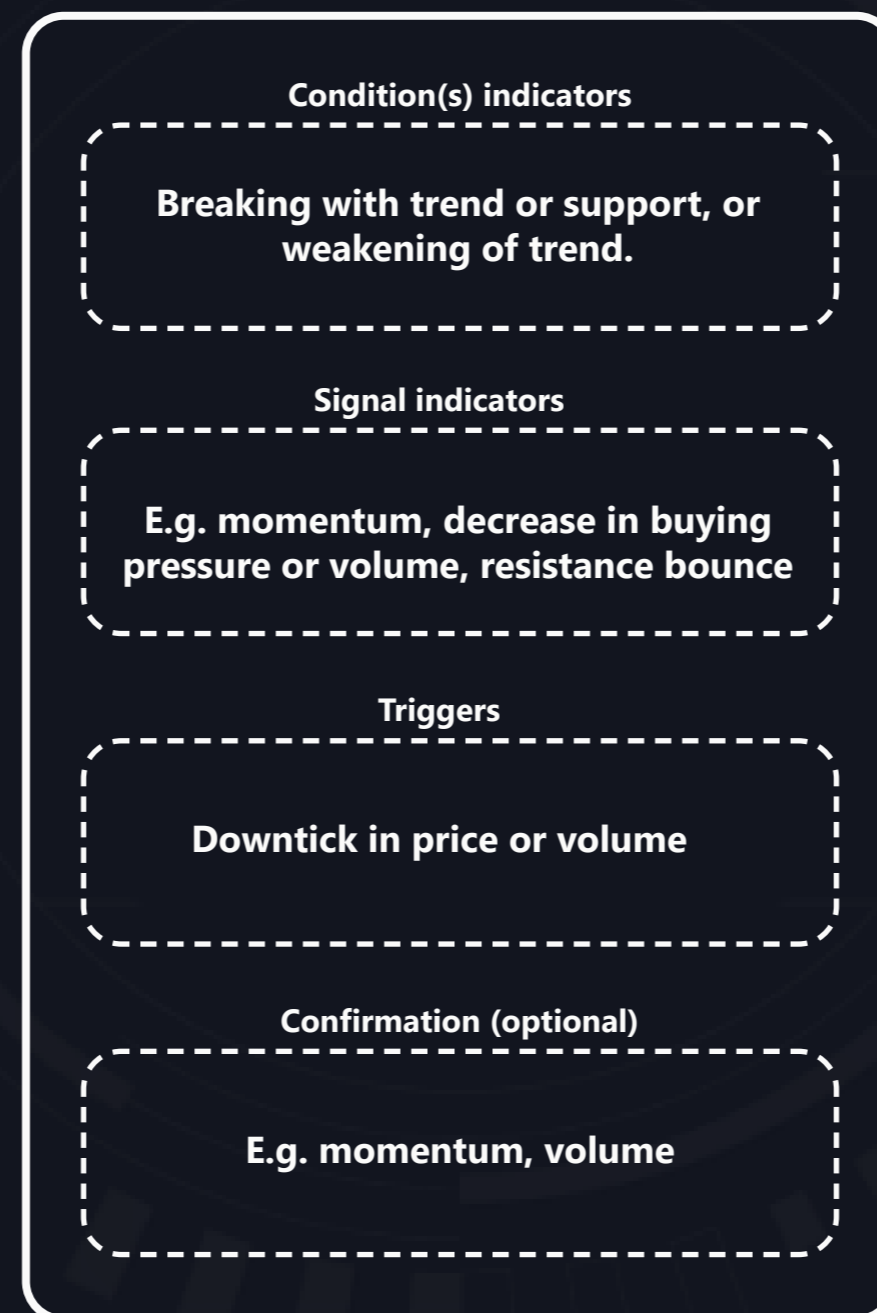 Condition(s) indicators
Breaking with trend or support, or
weakening of trend.
Signal indicators
E.g. momentum, decrease in buying
pressure or volume, resistance bounce
Triggers
Downtick in price or volume
Confirmation (optional)
E.g. momentum, volume